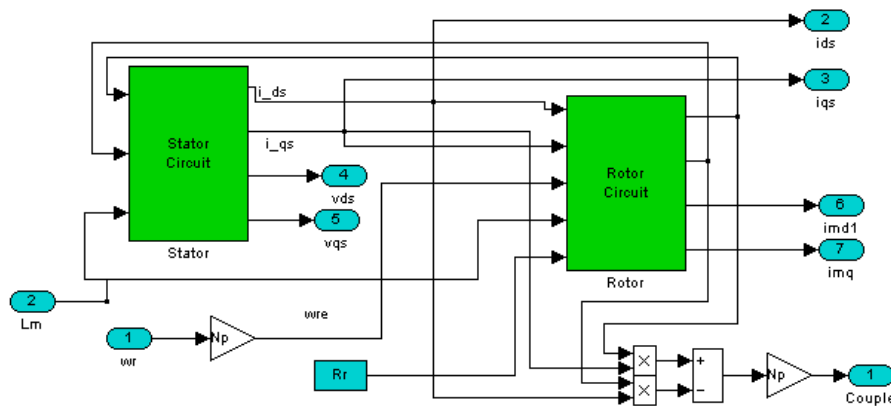 2
ids
3
iqs
i_ds
Stator
Circuit
i_qs
4
vds
5
vqs
Stator
Rotor
Circuit
6
imd1
7
imq
Rotor
2
Lm
wre
1
wr
Np
Rr
×
×
+
−
Np
1
Couple